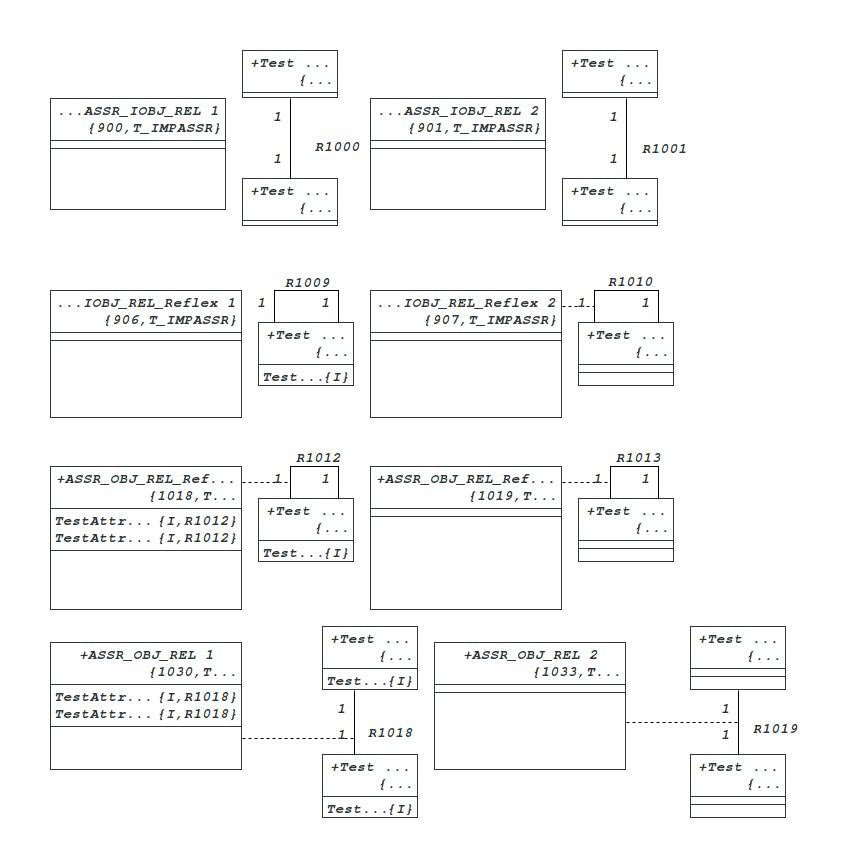 +Test ...
{...
...ASSR_IOBJ_REL 1
{900,T_IMPASSR}
1
R1000
1
+Test ...
{...
+Test ...
{...
...ASSR_IOBJ_REL 2
{901,T_IMPASSR}
1
R1001
1
+Test ...
{...
...IOBJ_REL_Reflex 1
{906,T_IMPASSR}
R1009
1 1
+Test ...
{...
Test...{I}
...IOBJ_REL_Reflex 2
{907,T_IMPASSR}
R1010
1 1
+Test ...
{...
+ASSR_OBJ_REL_Ref...
{1018,T...
TestAttr... {I,R1012}
TestAttr... {I,R1012}
R1012
1 1
+Test ...
{...
Test...{I}
+ASSR_OBJ_REL_Ref...
{1019,T...
R1013
1 1
+Test ...
{...
+ASSR_OBJ_REL 1
{1030,T...
TestAttr... {I,R1018}
TestAttr... {I,R1018}
+Test ...
{...
Test...{I}
1
1 R1018
+Test ...
{...
Test...{I}
+ASSR_OBJ_REL 2
{1033,T...
+Test ...
{...
1
1 R1019
+Test ...
{...